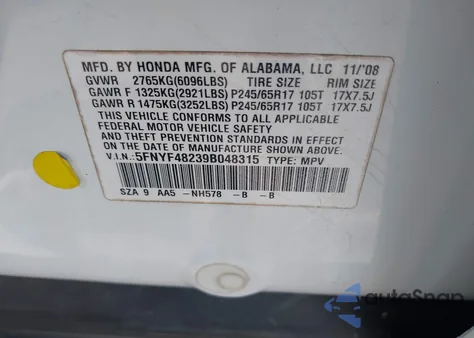 MFD. BY HONDA MFG. OF ALABAMA, LLC 11/'08
GVWR 2765KG(6096LBS) TIRE SIZE RIM SIZE
GAWR F 1325KG(2921LBS) P245/65R17 105T 17X7.5J
GAWR R 1475KG(3252LBS) P245/65R17 105T 17X7.5J
THIS VEHICLE CONFORMS TO ALL APPLICABLE
FEDERAL MOTOR VEHICLE SAFETY, BUMPER,
AND THEFT PREVENTION STANDARDS IN EFFECT
ON THE DATE OF MANUFACTURE SHOWN ABOVE.
V.I.N.:5FNYF48239B048315 TYPE: MPV
SZA 9 AA5 -NH578 -B -B
autoSnap